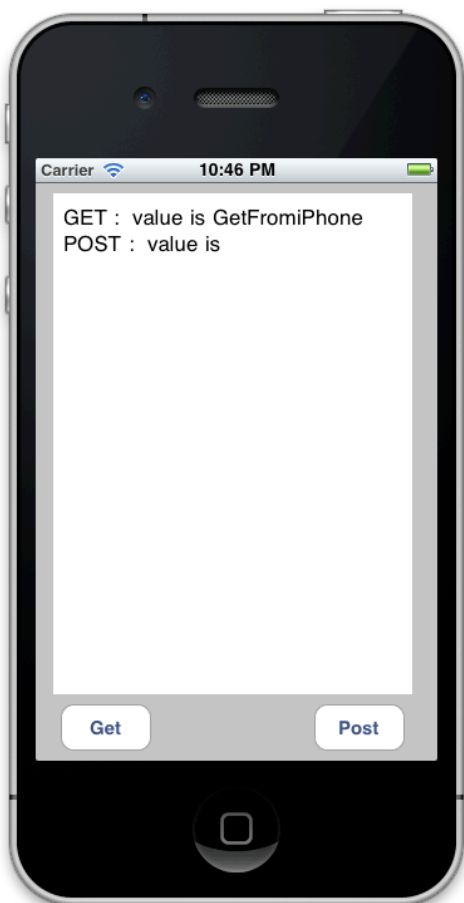 Carrier 10:46 PM
GET :  value is GetFromiPhone
POST :  value is
Get Post